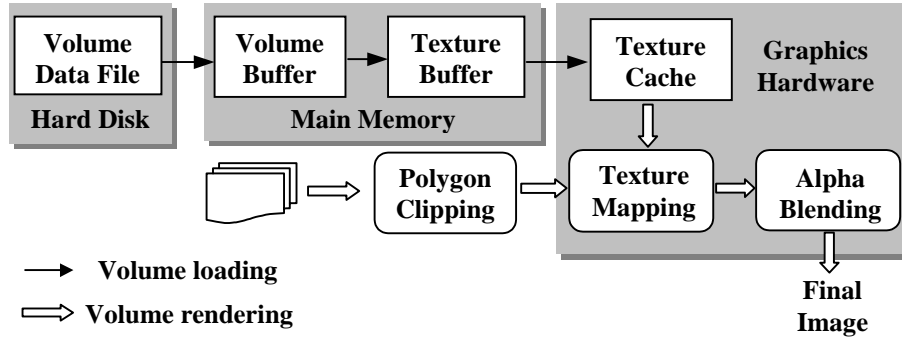 Volume
Data File
Hard Disk
Volume
Buffer
Texture
Buffer
Main Memory
Texture
Cache
Graphics
Hardware
Polygon
Clipping
Texture
Mapping
Alpha
Blending
Final
Image
Volume loading
Volume rendering